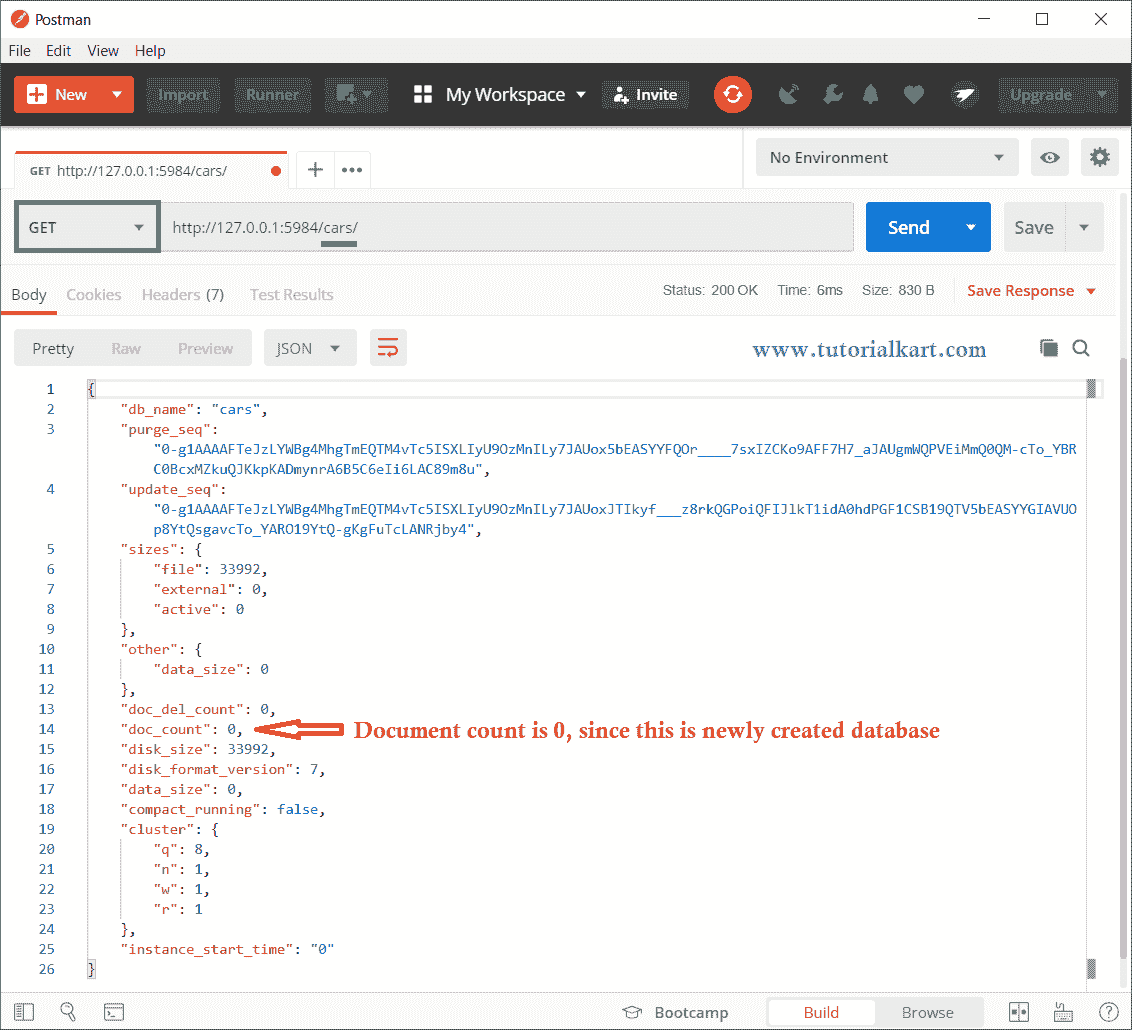 Postman
File Edit View Help
New Import Runner My Workspace Invite Upgrade
GET http://127.0.0.1:5984/cars/
No Environment
GET http://127.0.0.1:5984/cars/ Send Save
Body Cookies Headers (7) Test Results Status: 200 OK Time: 6ms Size: 830 B Save Response
Pretty Raw Preview JSON www.tutorialkart.com
1 {
2 "db_name": "cars",
3 "purge_seq":
"0-g1AAAAFTeJzLYWBg4MhgTmEQTM4vTc5ISXLIyU9OzMnILy7JAUox5bEASYYFQOr____7sxIZCKo9AFF7H7_aJAUgmWQPVEiMmQ0QM-cTo_YBR
C0BcxMZkuQJKkpKADmynrA6B5C6eIi6LAC89m8u",
4 "update_seq":
"0-g1AAAAFTeJzLYWBg4MhgTmEQTM4vTc5ISXLIyU9OzMnILy7JAUoxJTIkyf___z8rkQGPoiQFIJlkT1idA0hdPGF1CSB19QTV5bEASYYGIAVUO
p8YtQsgavcTo_YARO19YtQ-gKgFuTcLANRjby4",
5 "sizes": {
6 "file": 33992,
7 "external": 0,
8 "active": 0
9 },
10 "other": {
11 "data_size": 0
12 },
13 "doc_del_count": 0,
14 "doc_count": 0, Document count is 0, since this is newly created database
15 "disk_size": 33992,
16 "disk_format_version": 7,
17 "data_size": 0,
18 "compact_running": false,
19 "cluster": {
20 "q": 8,
21 "n": 1,
22 "w": 1,
23 "r": 1
24 },
25 "instance_start_time": "0"
26 }
Bootcamp Build Browse